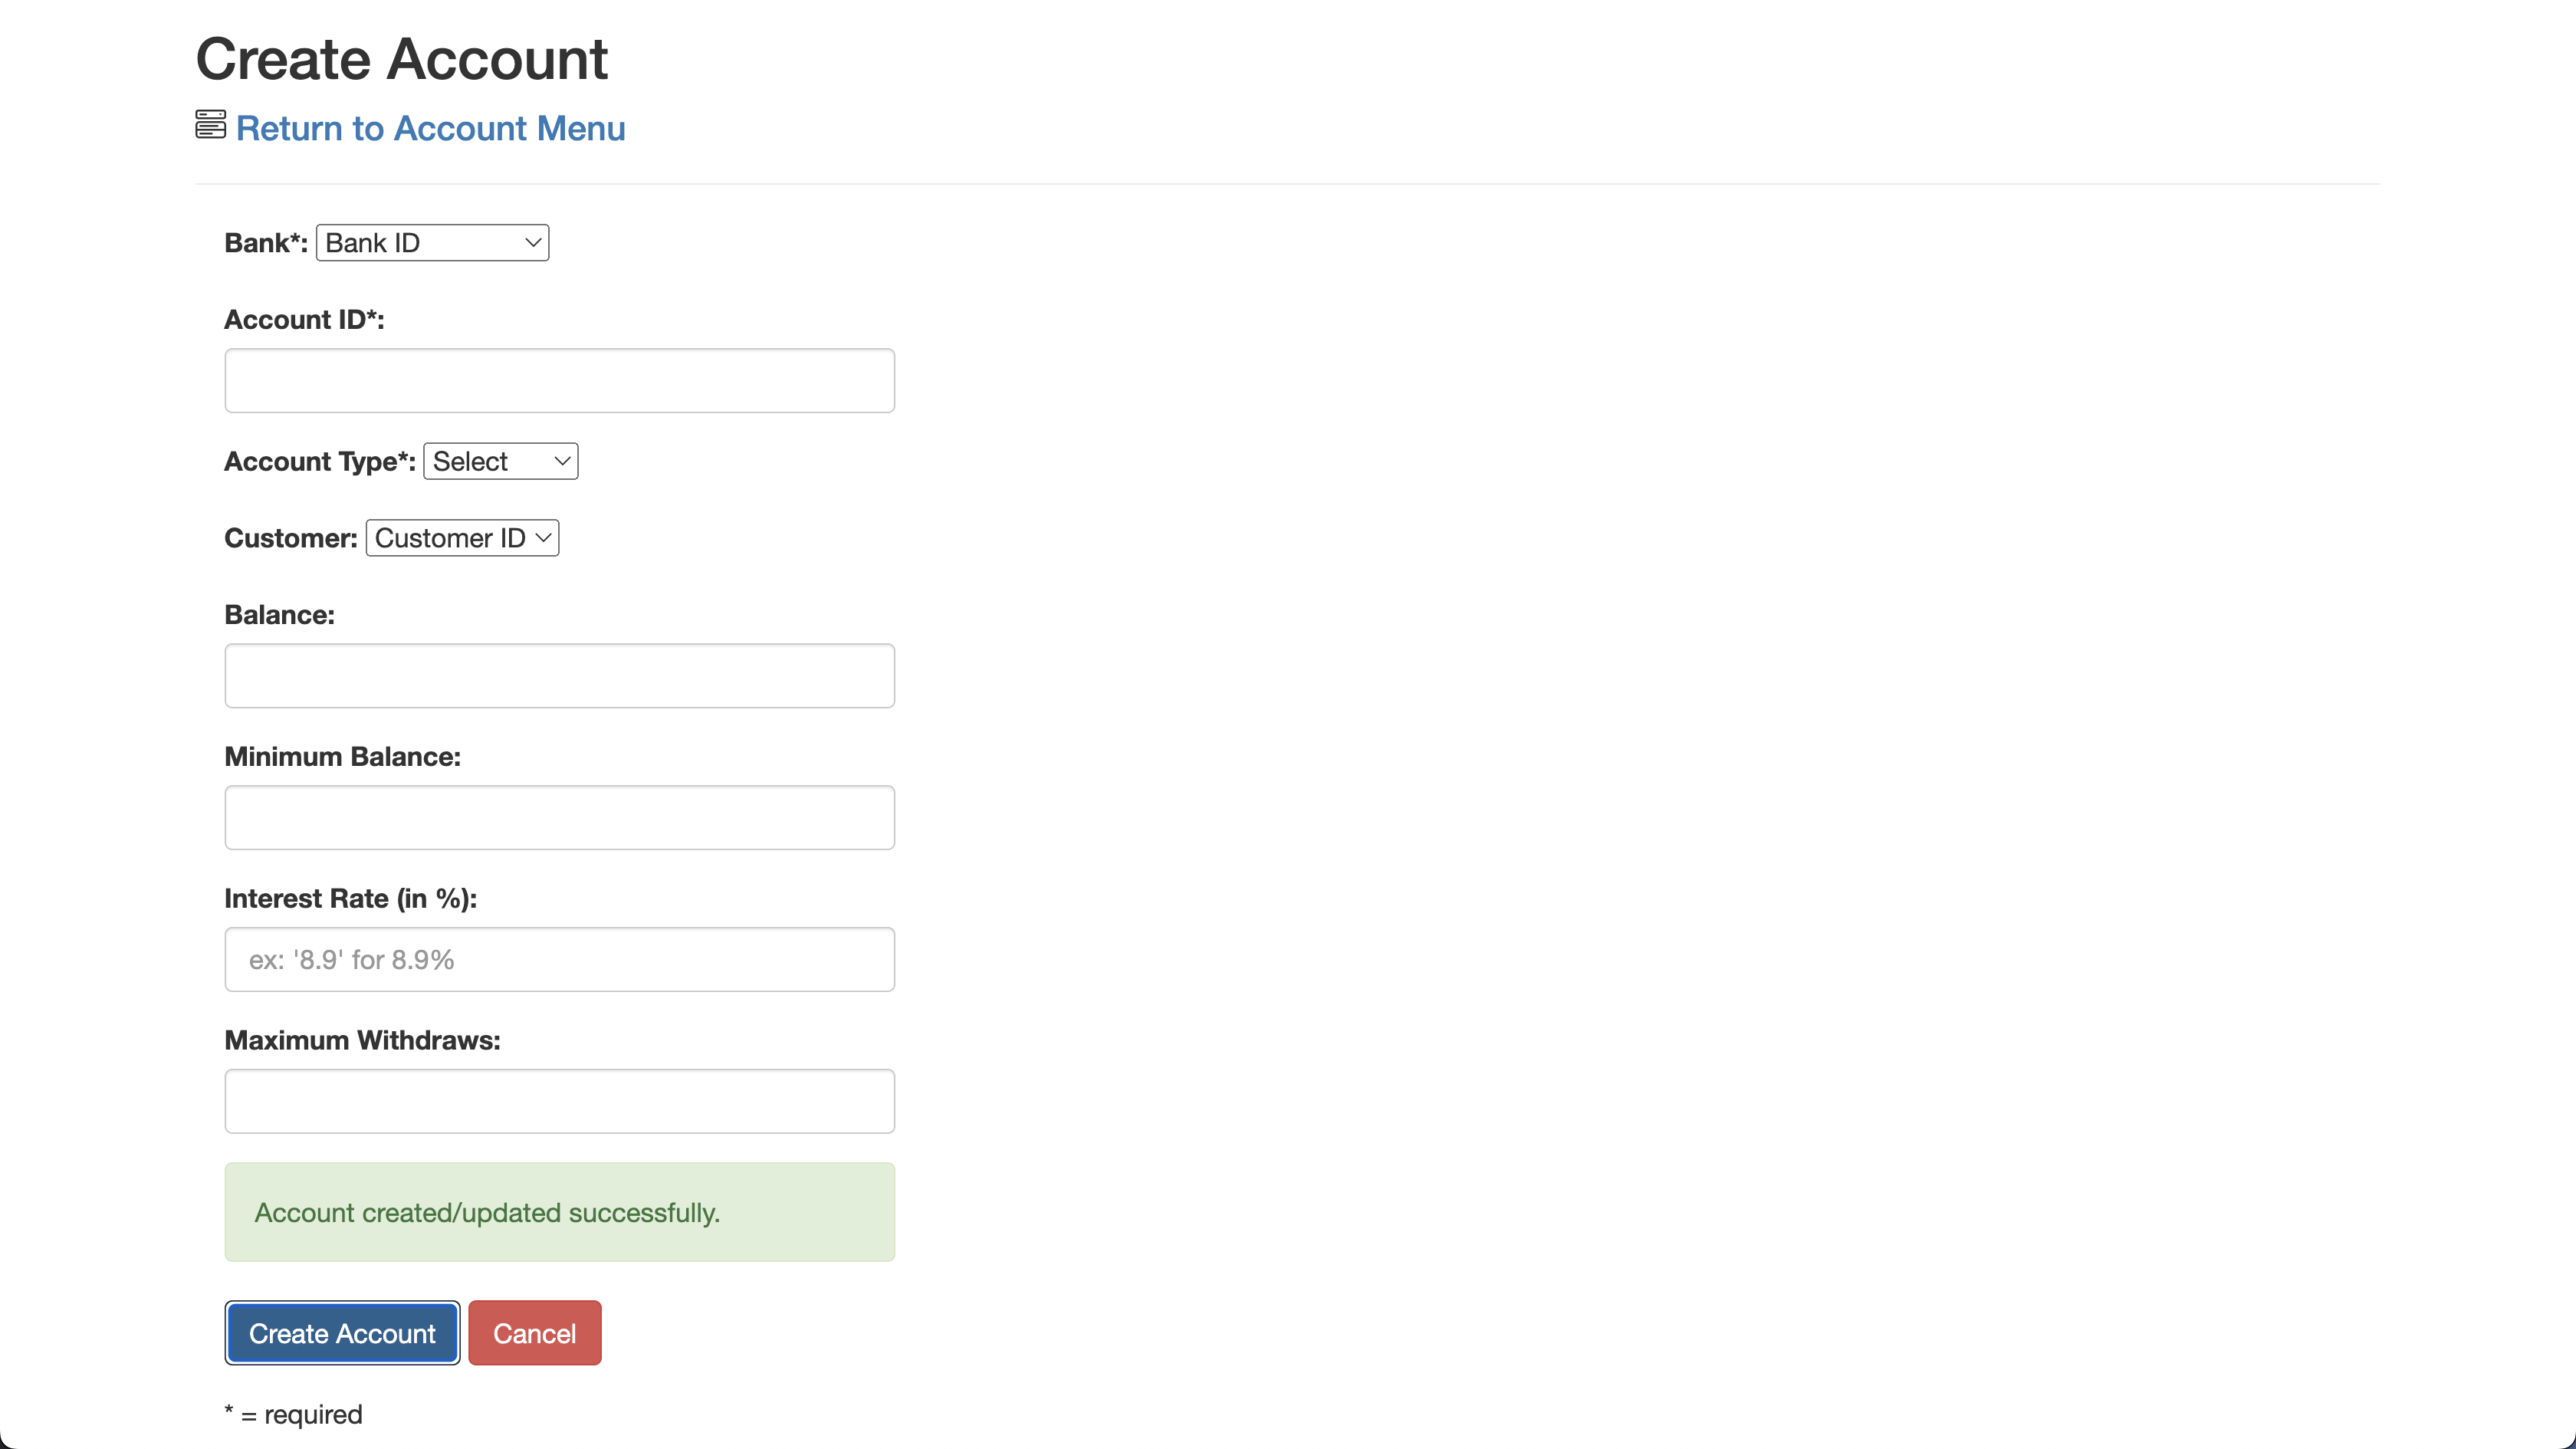 Create Account
Return to Account Menu
Bank*: Bank ID
Account ID*:
Account Type*: Select
Customer: Customer ID
Balance:
Minimum Balance:
Interest Rate (in %):
ex: '8.9' for 8.9%
Maximum Withdraws:
Account created/updated successfully.
Create Account Cancel
* = required